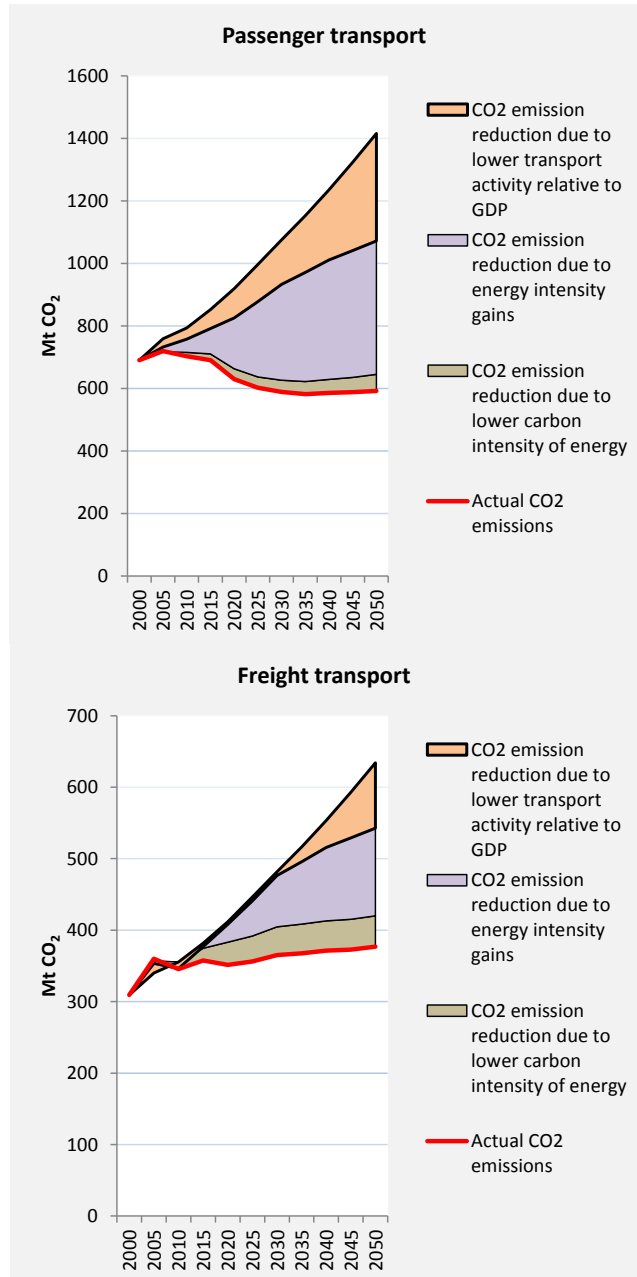 Passenger transport
1600
1400
1200
1000
800
600
400
200
0
Mt CO₂
2000
2005
2010
2015
2020
2025
2030
2035
2040
2045
2050
CO2 emission
reduction due to
lower transport
activity relative to
GDP
CO2 emission
reduction due to
energy intensity
gains
CO2 emission
reduction due to
lower carbon
intensity of energy
Actual CO2
emissions
Freight transport
700
600
500
400
300
200
100
0
Mt CO₂
2000
2005
2010
2015
2020
2025
2030
2035
2040
2045
2050
CO2 emission
reduction due to
lower transport
activity relative to
GDP
CO2 emission
reduction due to
energy intensity
gains
CO2 emission
reduction due to
lower carbon
intensity of energy
Actual CO2
emissions